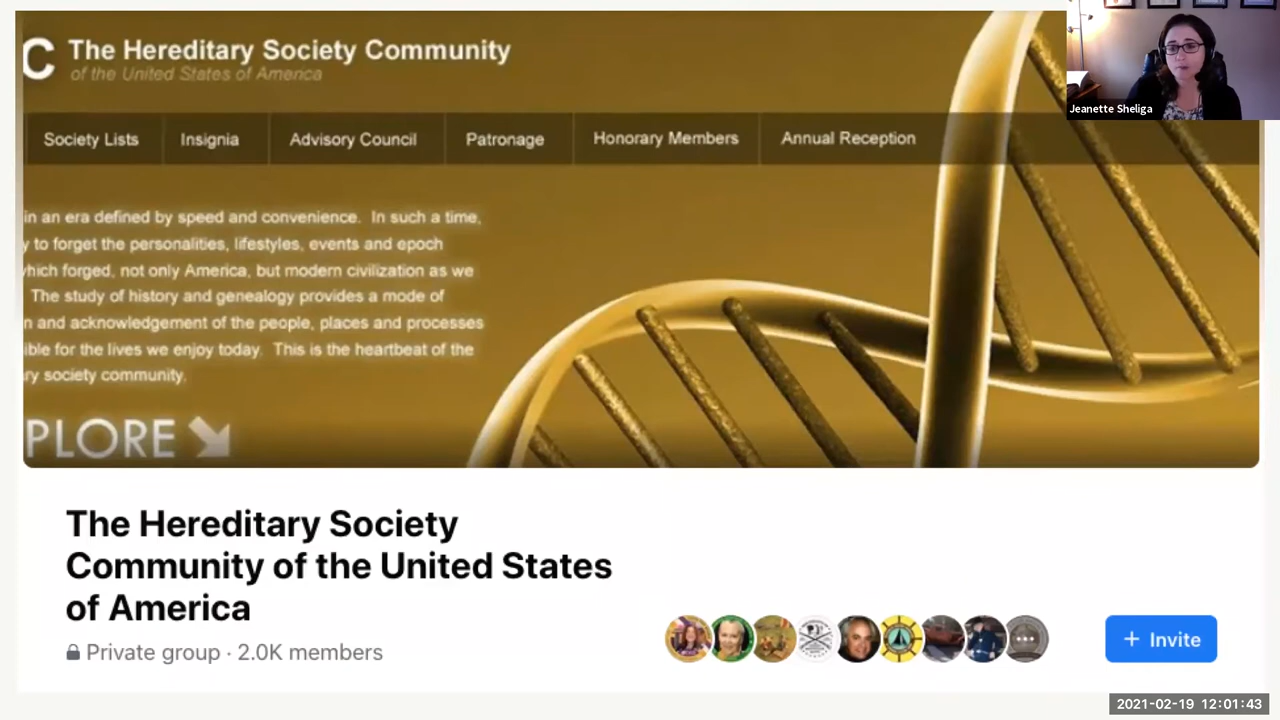 C The Hereditary Society Community
of the United States of America
Society Lists Insignia Advisory Council Patronage Honorary Members Annual Reception
in an era defined by speed and convenience. In such a time,
y to forget the personalities, lifestyles, events and epoch
which forged, not only America, but modern civilization as we
The study of history and genealogy provides a mode of
n and acknowledgement of the people, places and processes
ible for the lives we enjoy today. This is the heartbeat of the
ry society community.
PLORE
Jeanette Sheliga
The Hereditary Society
Community of the United States
of America
Private group · 2.0K members
+ Invite
2021-02-19 12:01:43